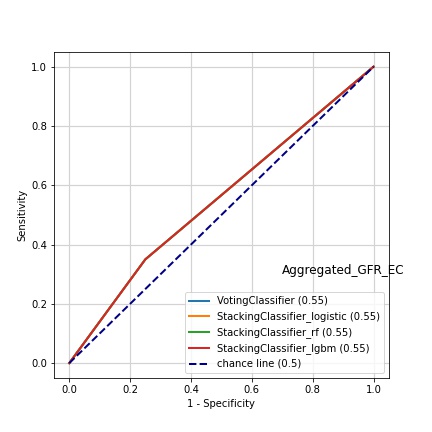 1.0
0.8
0.6
Sensitivity
0.4
Aggregated_GFR_EC
0.2
VotingClassifier (0.55)
StackingClassifier_logistic (0.55)
StackingClassifier_rf (0.55)
StackingClassifier_lgbm (0.55)
chance line (0.5)
0.0
0.0 0.2 0.4 0.6 0.8 1.0
1 - Specificity